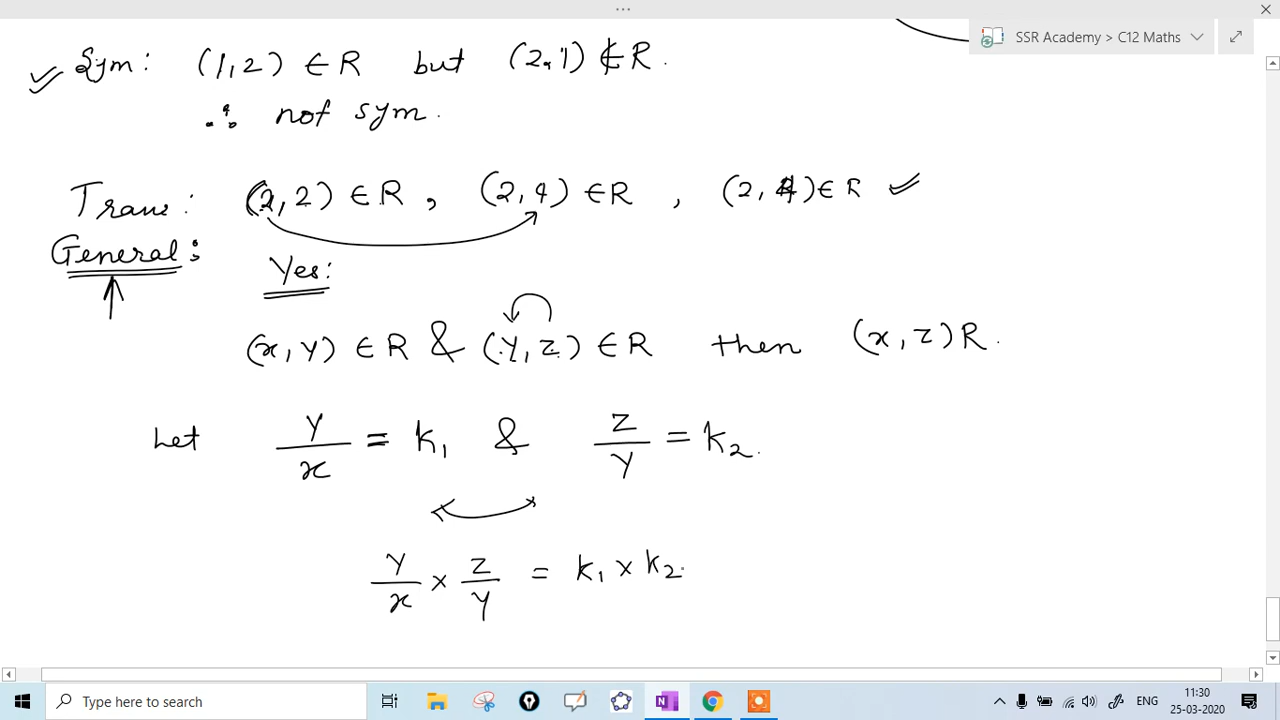 SSR Academy > C12 Maths
Sym: (1,2) ∈ R but (2,1) ∉ R.
∴ not sym.
Trans: (2,2) ∈ R, (2,4) ∈ R, (2,4) ∈ R
General:
Yes:
(x,y) ∈ R & (y,z) ∈ R then (x,z) R.
Let y/x = k₁ & z/y = k₂.
y/x × z/y = k₁ × k₂
Type here to search
11:30
25-03-2020